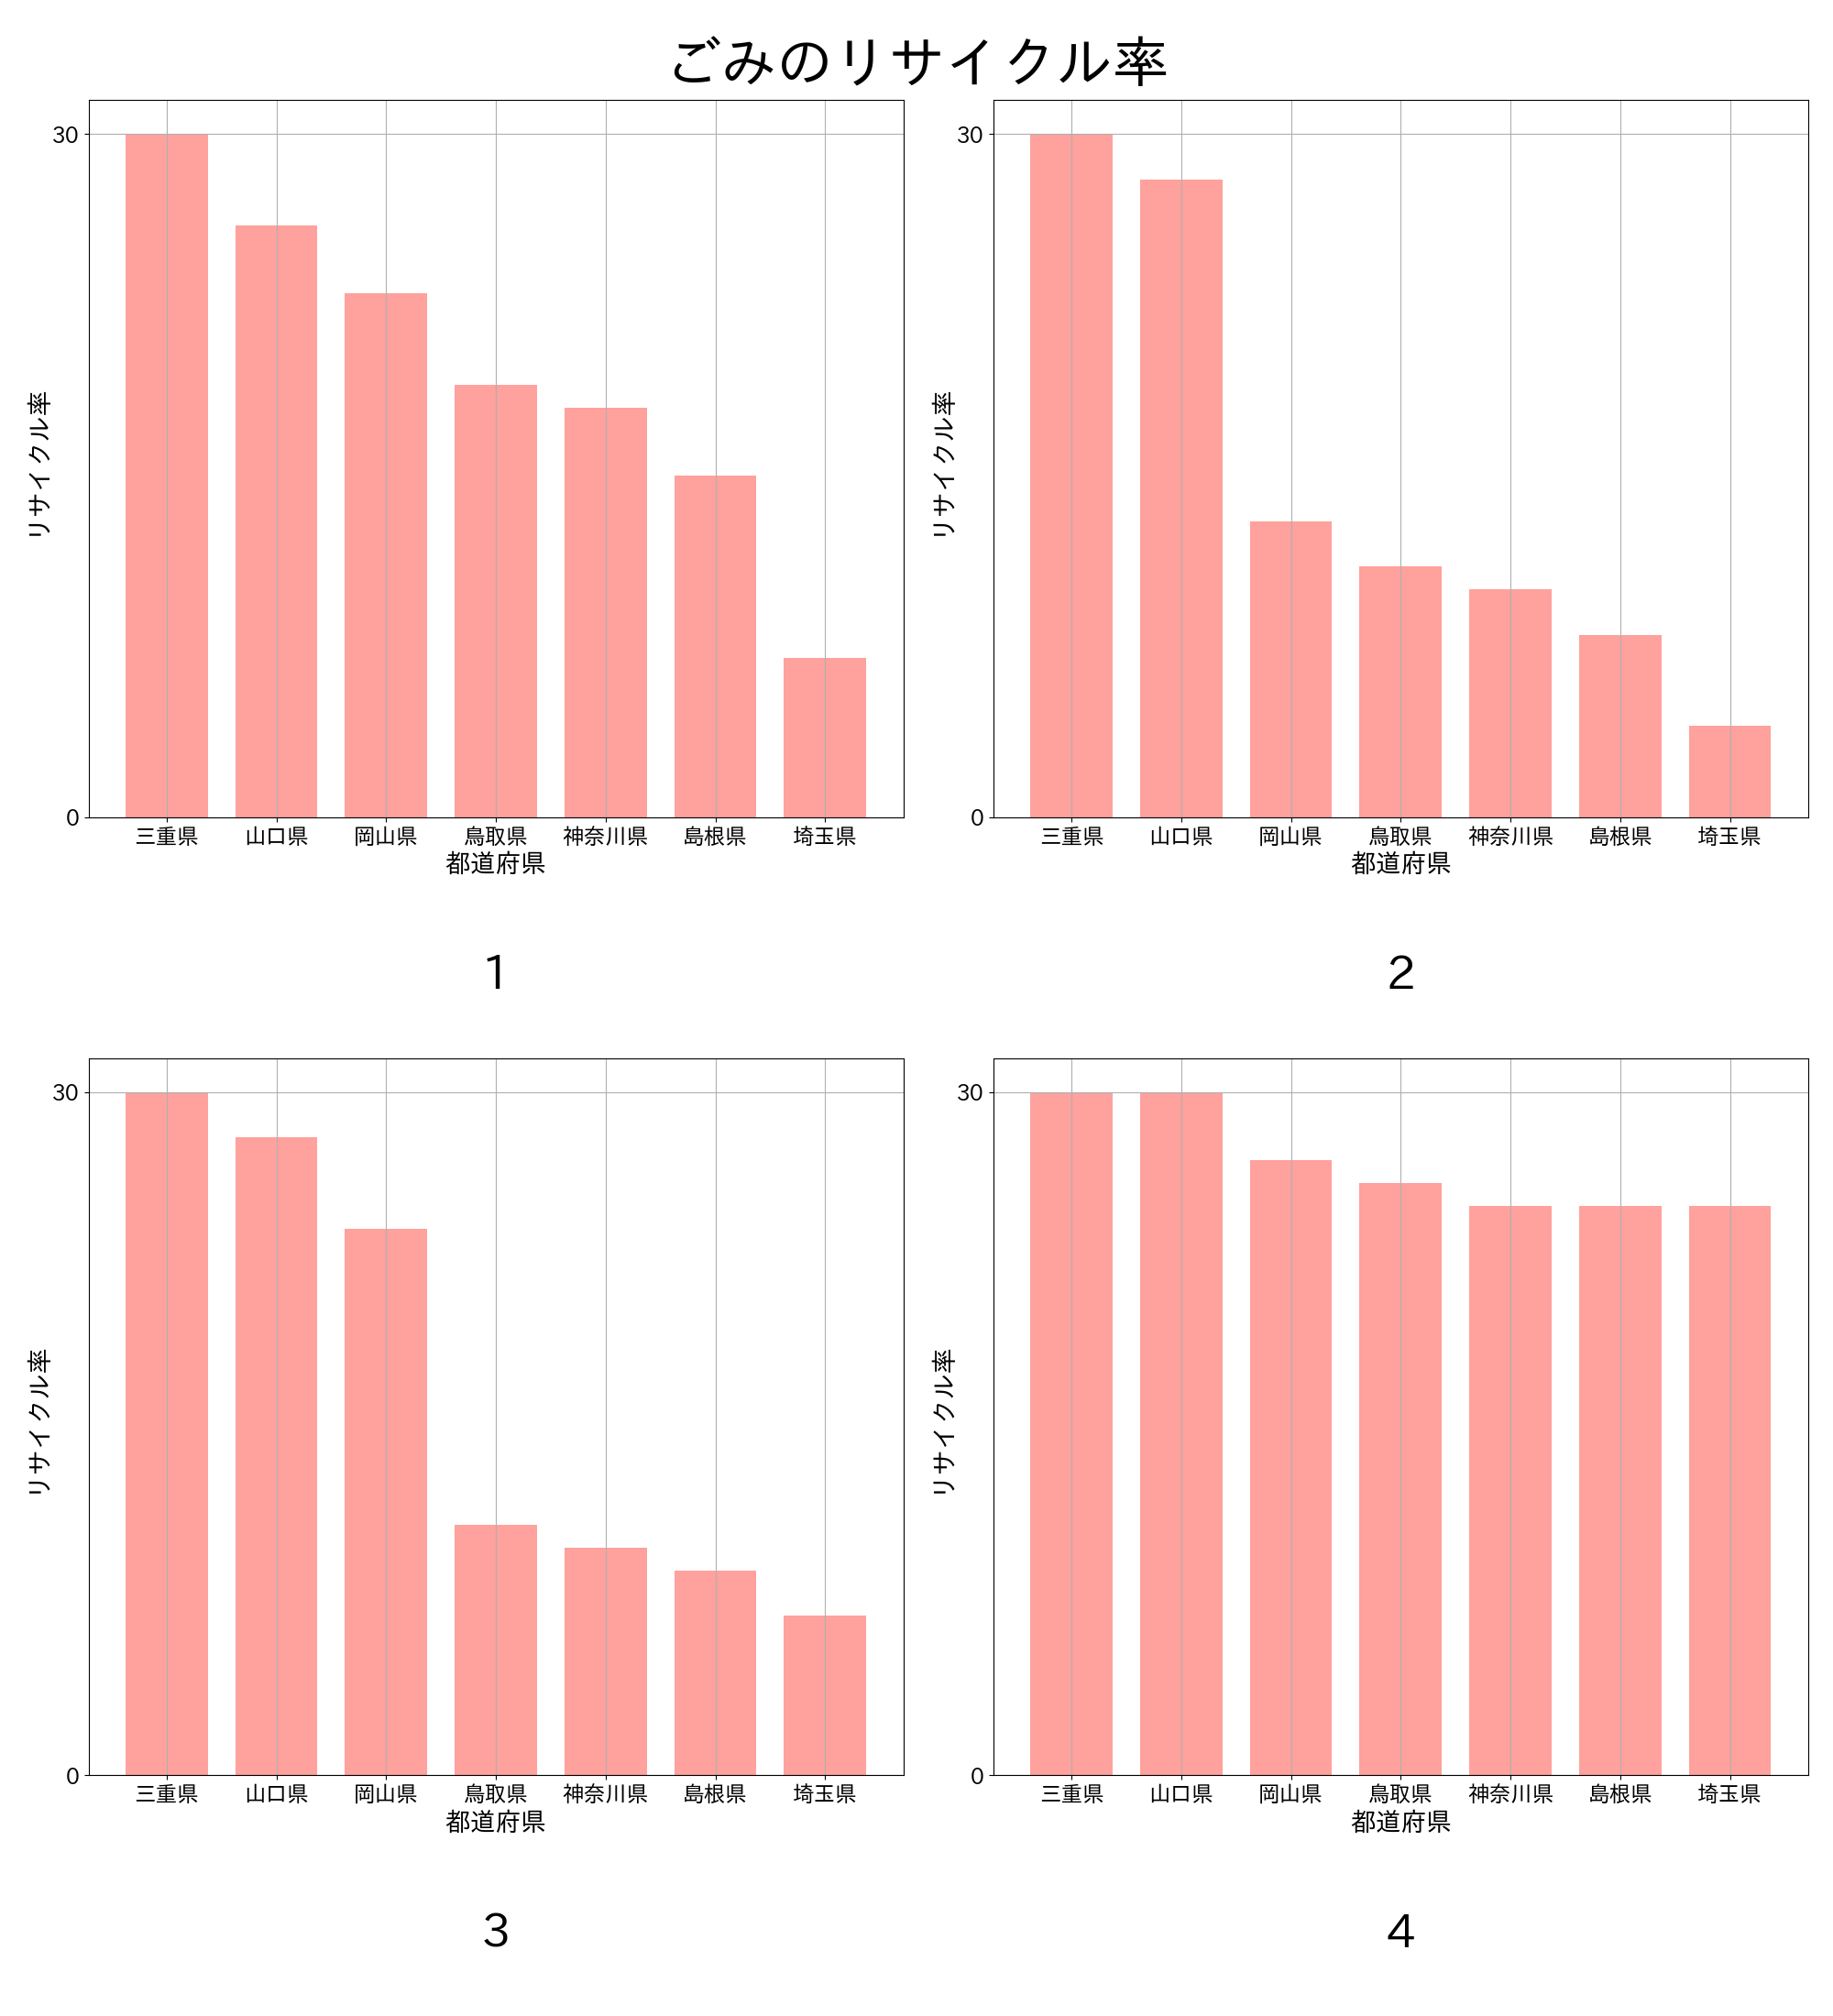 ごみのリサイクル率
30
0
リサイクル率
三重県 山口県 岡山県 鳥取県 神奈川県 島根県 埼玉県
都道府県
1
30
0
リサイクル率
三重県 山口県 岡山県 鳥取県 神奈川県 島根県 埼玉県
都道府県
2
30
0
リサイクル率
三重県 山口県 岡山県 鳥取県 神奈川県 島根県 埼玉県
都道府県
3
30
0
リサイクル率
三重県 山口県 岡山県 鳥取県 神奈川県 島根県 埼玉県
都道府県
4